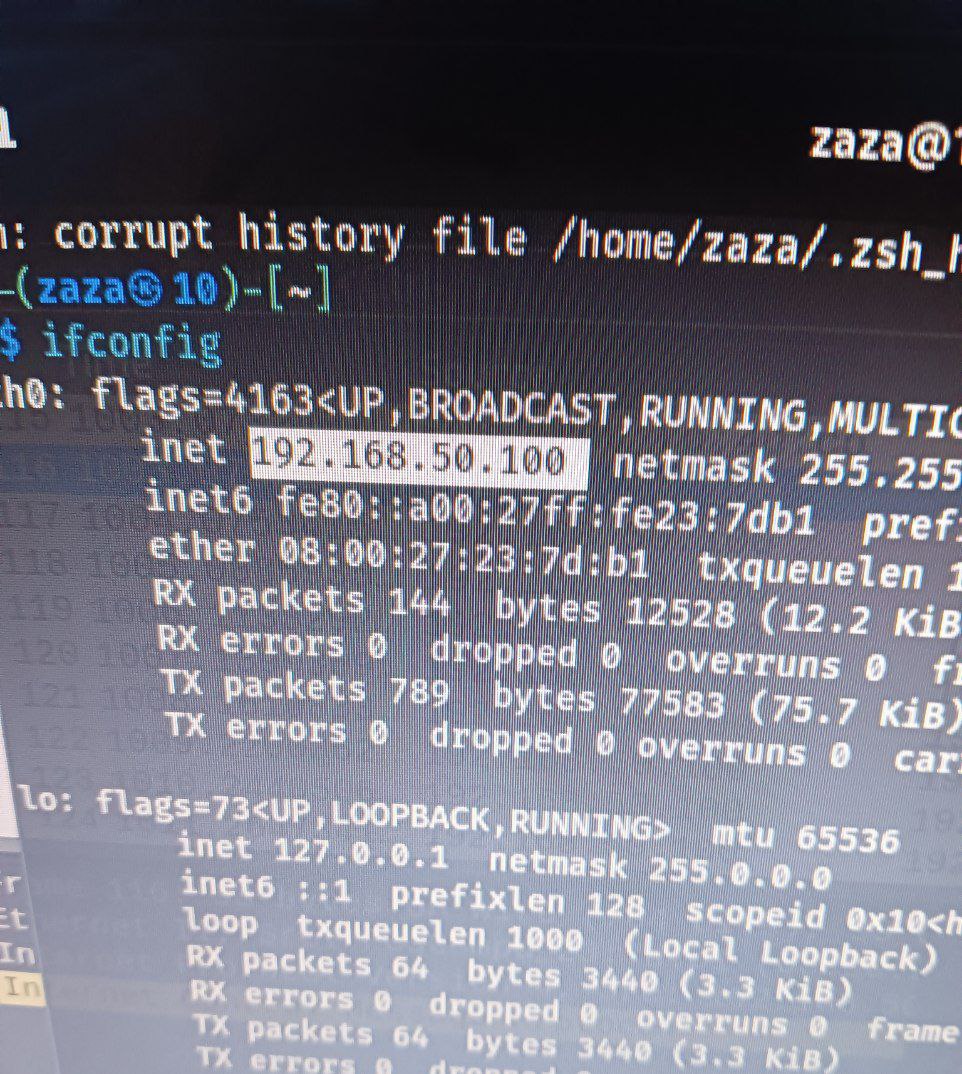 zaza@
: corrupt history file /home/zaza/.zsh_
(zaza㉿10)-[~]
$ ifconfig
h0: flags=4163<UP,BROADCAST,RUNNING,MULTIC
inet 192.168.50.100 netmask 255.255
inet6 fe80::a00:27ff:fe23:7db1 prefi
ether 08:00:27:23:7d:b1 txqueuelen 1
RX packets 144 bytes 12528 (12.2 KiB
RX errors 0 dropped 0 overruns 0 fr
TX packets 789 bytes 77583 (75.7 KiB)
TX errors 0 dropped 0 overruns 0 car
lo: flags=73<UP,LOOPBACK,RUNNING> mtu 65536
inet 127.0.0.1 netmask 255.0.0.0
inet6 ::1 prefixlen 128 scopeid 0x10<h
loop txqueuelen 1000 (Local Loopback)
RX packets 64 bytes 3440 (3.3 KiB)
RX errors 0 dropped 0 overruns 0 frame
TX packets 64 bytes 3440 (3.3 KiB)
TX errors 0 dropped 0
r
Et
In
In